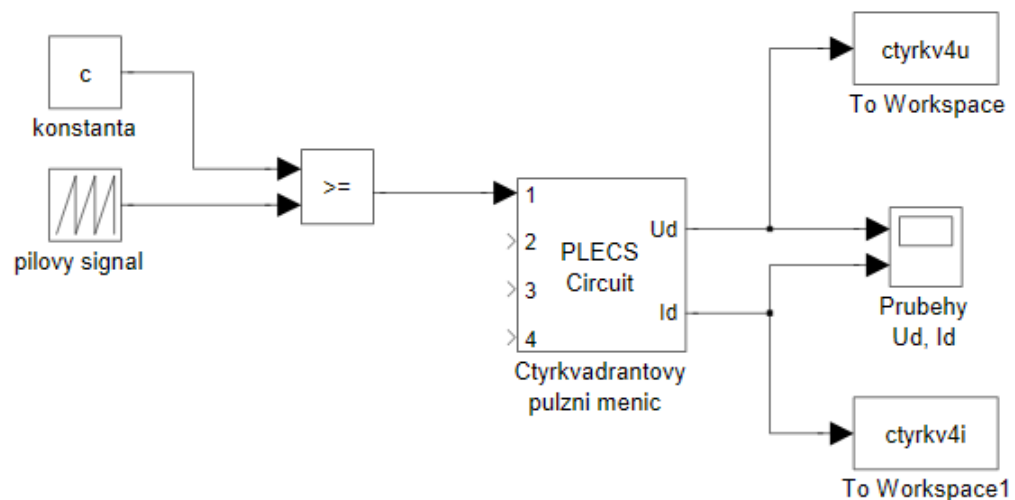 c
konstanta
pilovy signal
>=
1
2
3
4
PLECS
Circuit
Ud
Id
Ctyrkvadrantovy
pulzni menic
ctyrkv4u
To Workspace
Prubehy
Ud, Id
ctyrkv4i
To Workspace1